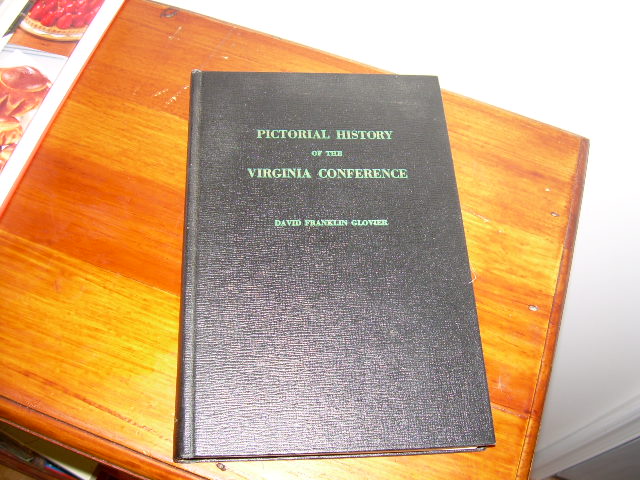 PICTORIAL HISTORY
OF THE
VIRGINIA CONFERENCE
DAVID FRANKLIN GLOVIER